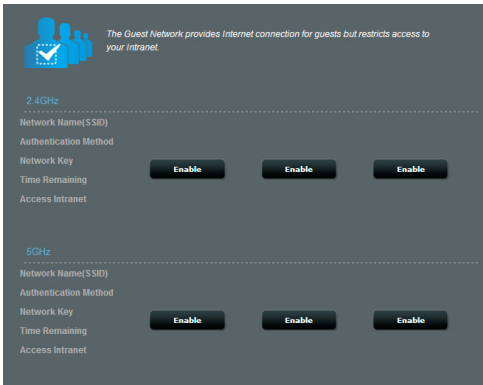 The Guest Network provides Internet connection for guests but restricts access to
your Intranet.
2.4GHz
Network Name(SSID)
Authentication Method
Network Key
Enable Enable Enable
Time Remaining
Access Intranet
5GHz
Network Name(SSID)
Authentication Method
Network Key
Enable Enable Enable
Time Remaining
Access Intranet